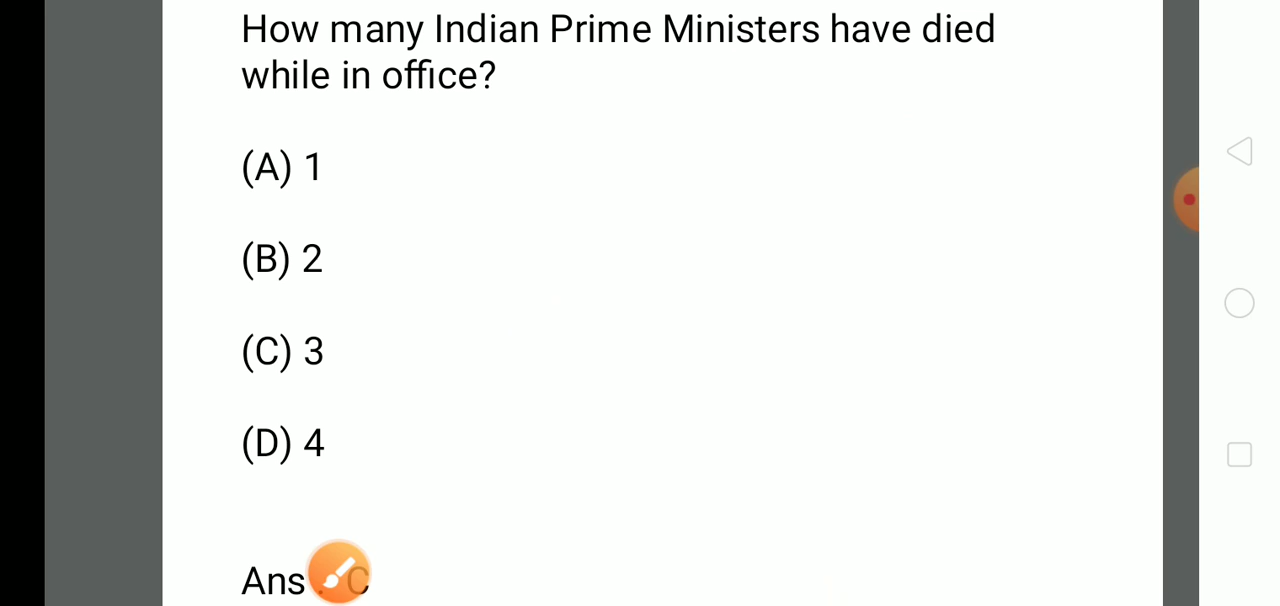 How many Indian Prime Ministers have died
while in office?
(A) 1
(B) 2
(C) 3
(D) 4
Ans. C